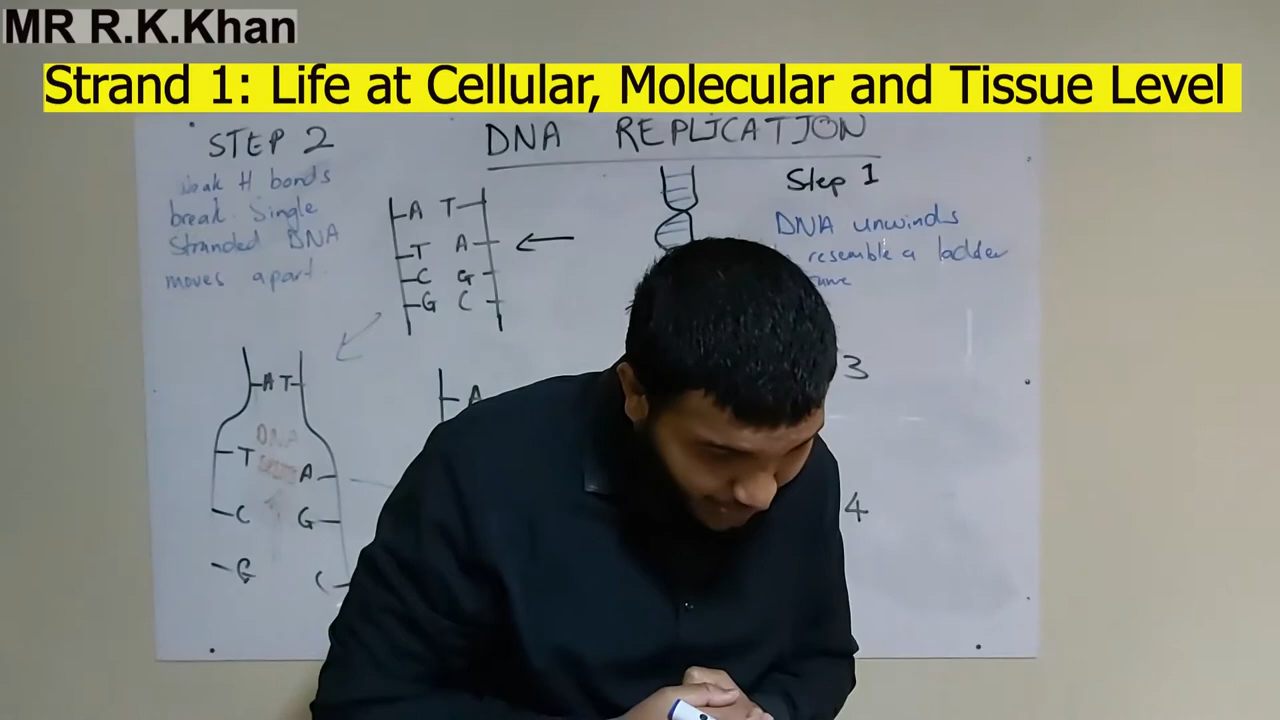 MR R.K.Khan
Strand 1: Life at Cellular, Molecular and Tissue Level
DNA REPLICATION
STEP 2
Weak H bonds
break. Single
Stranded DNA
moves apart.
A T
T A
C G
G C
Step 1
DNA unwinds
resemble a ladder
A T
DNA
T
A
C
G
G
C
A
3
4